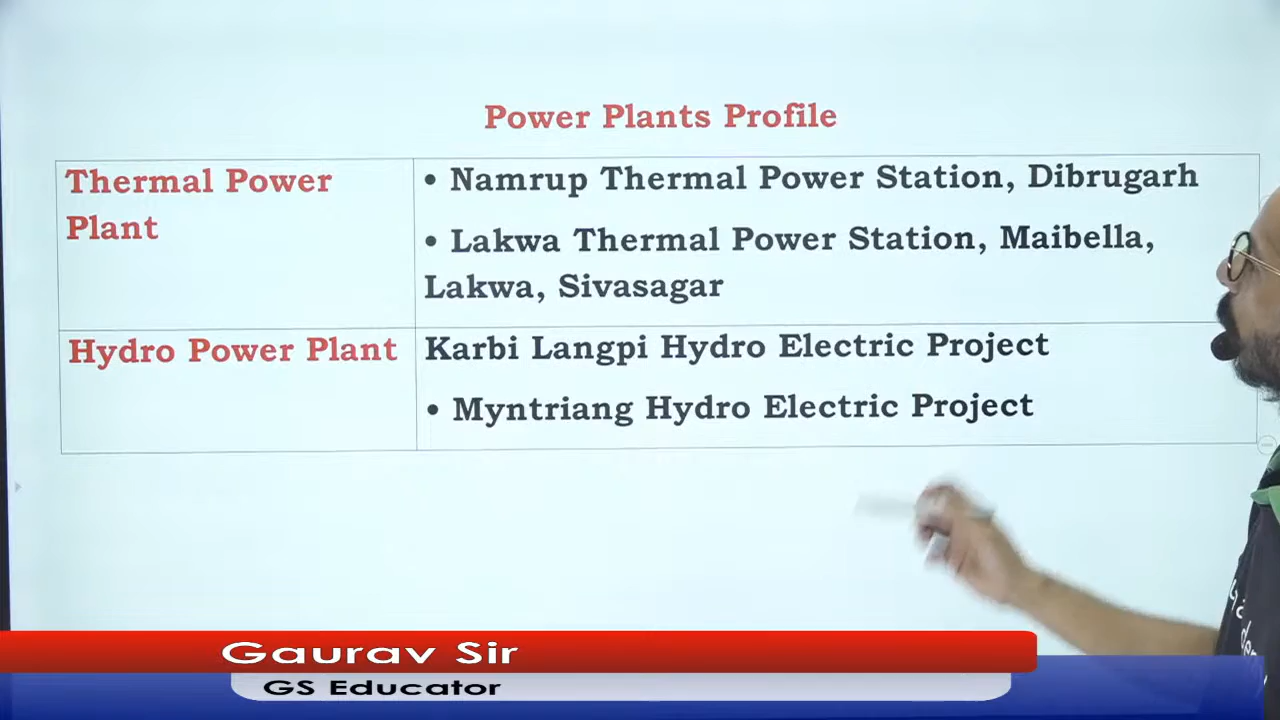 Power Plants Profile
Thermal Power
Plant
• Namrup Thermal Power Station, Dibrugarh
• Lakwa Thermal Power Station, Maibella,
Lakwa, Sivasagar
Hydro Power Plant
Karbi Langpi Hydro Electric Project
• Myntriang Hydro Electric Project
Gaurav Sir
GS Educator